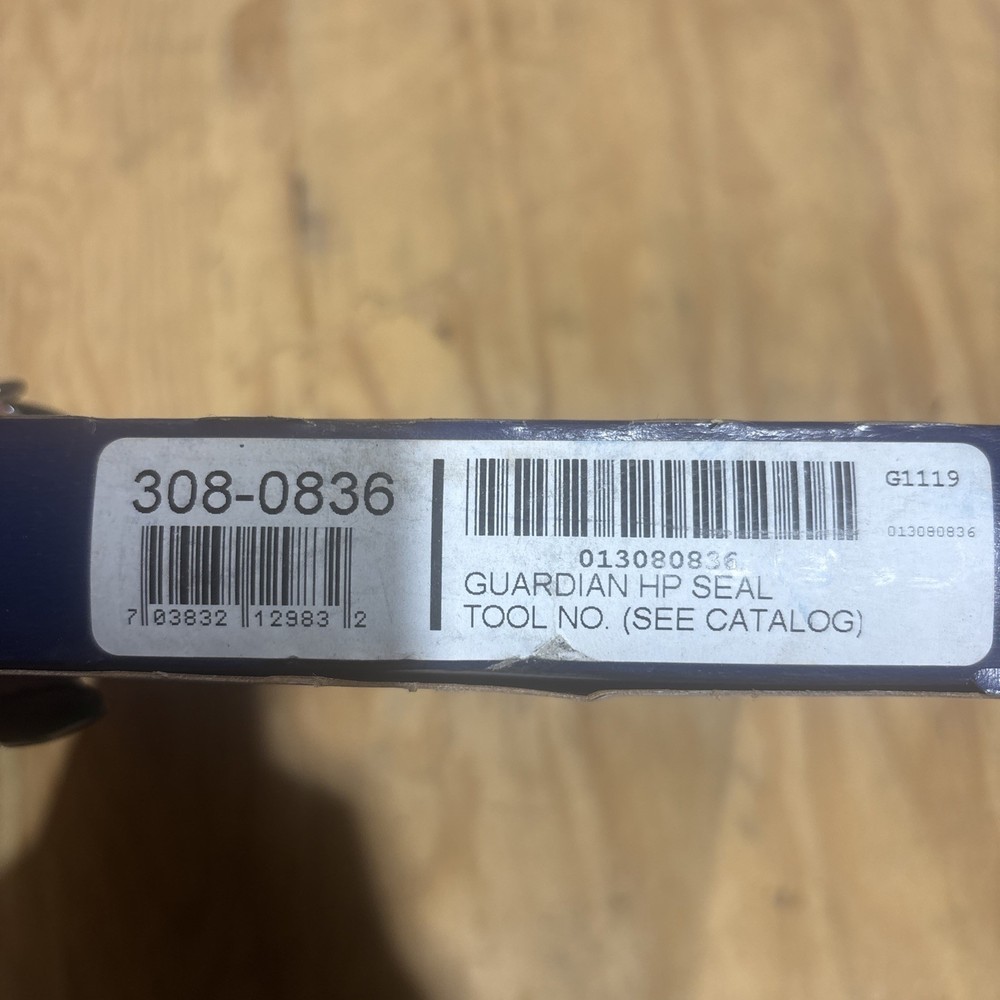 308-0836
7 03832 12983 2
013080836
GUARDIAN HP SEAL
TOOL NO. (SEE CATALOG)
G1119
013080836